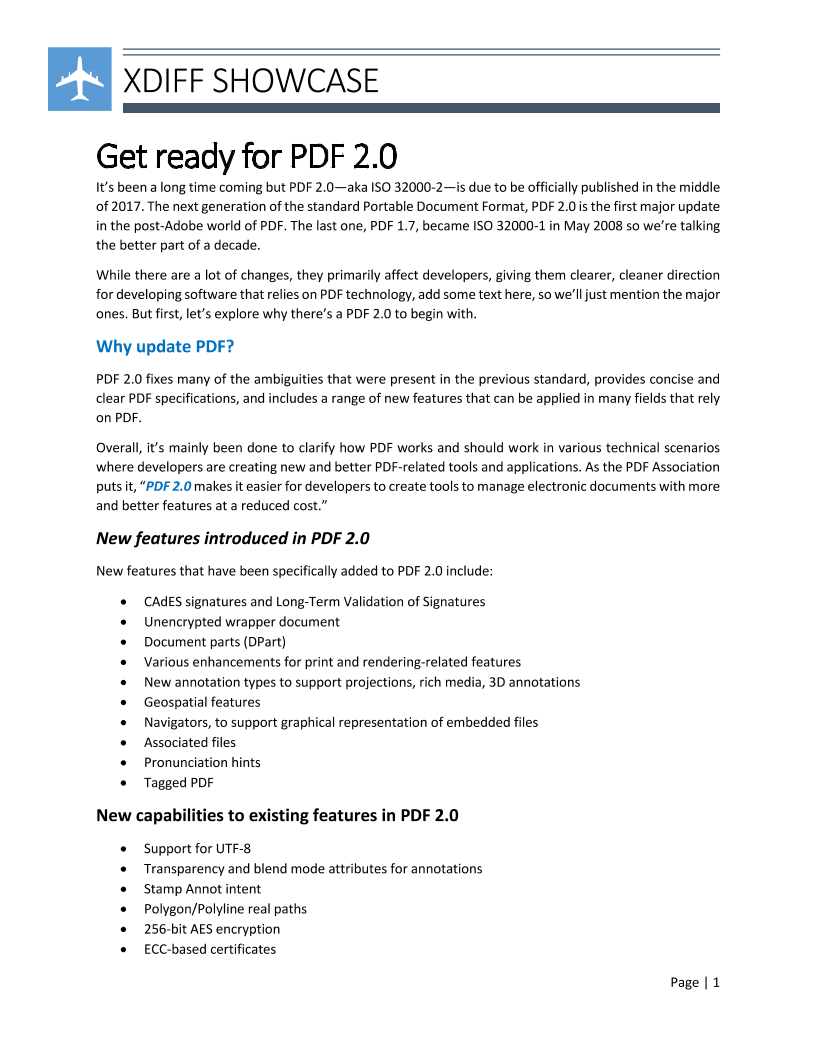 XDIFF SHOWCASE
Get ready for PDF 2.0
It’s been a long time coming but PDF 2.0—aka ISO 32000-2—is due to be officially published in the middle
of 2017. The next generation of the standard Portable Document Format, PDF 2.0 is the first major update
in the post-Adobe world of PDF. The last one, PDF 1.7, became ISO 32000-1 in May 2008 so we’re talking
the better part of a decade.
While there are a lot of changes, they primarily affect developers, giving them clearer, cleaner direction
for developing software that relies on PDF technology, add some text here, so we’ll just mention the major
ones. But first, let’s explore why there’s a PDF 2.0 to begin with.
Why update PDF?
PDF 2.0 fixes many of the ambiguities that were present in the previous standard, provides concise and
clear PDF specifications, and includes a range of new features that can be applied in many fields that rely
on PDF.
Overall, it’s mainly been done to clarify how PDF works and should work in various technical scenarios
where developers are creating new and better PDF-related tools and applications. As the PDF Association
puts it, “PDF 2.0 makes it easier for developers to create tools to manage electronic documents with more
and better features at a reduced cost.”
New features introduced in PDF 2.0
New features that have been specifically added to PDF 2.0 include:
• CAdES signatures and Long-Term Validation of Signatures
• Unencrypted wrapper document
• Document parts (DPart)
• Various enhancements for print and rendering-related features
• New annotation types to support projections, rich media, 3D annotations
• Geospatial features
• Navigators, to support graphical representation of embedded files
• Associated files
• Pronunciation hints
• Tagged PDF
New capabilities to existing features in PDF 2.0
• Support for UTF-8
• Transparency and blend mode attributes for annotations
• Stamp Annot intent
• Polygon/Polyline real paths
• 256-bit AES encryption
• ECC-based certificates
Page | 1